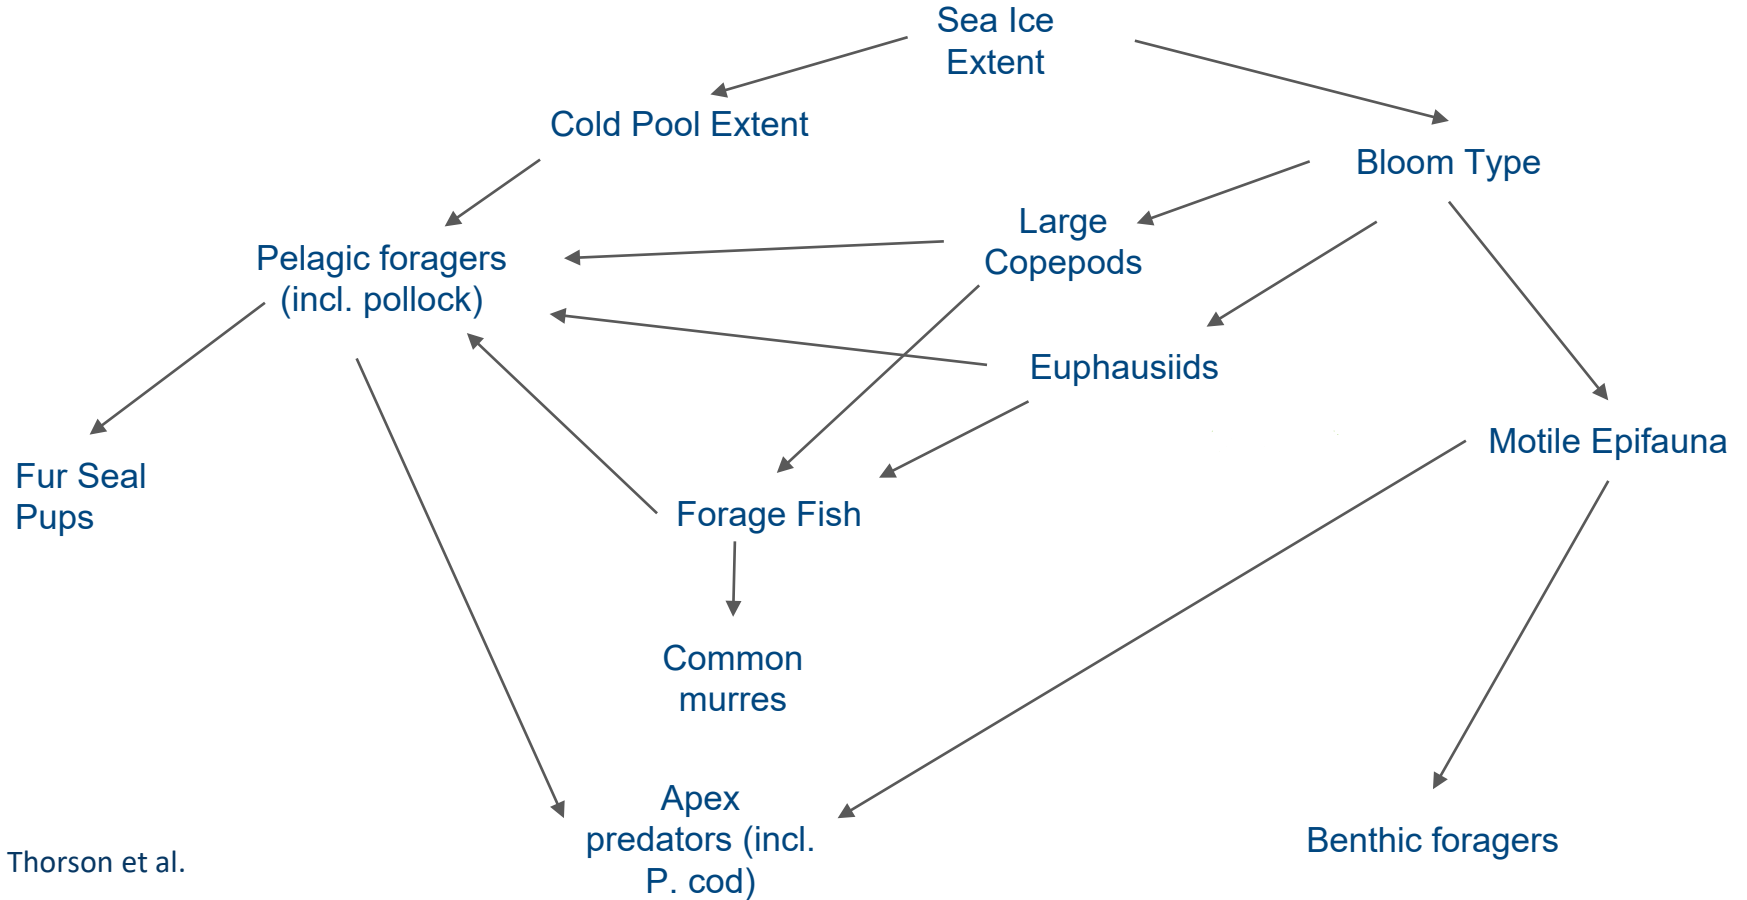 Sea Ice
Extent
Cold Pool Extent
Bloom Type
Large
Copepods
Pelagic foragers
(incl. pollock)
Euphausiids
Motile Epifauna
Fur Seal
Pups
Forage Fish
Common
murres
Apex
predators (incl.
P. cod)
Benthic foragers
Thorson et al.